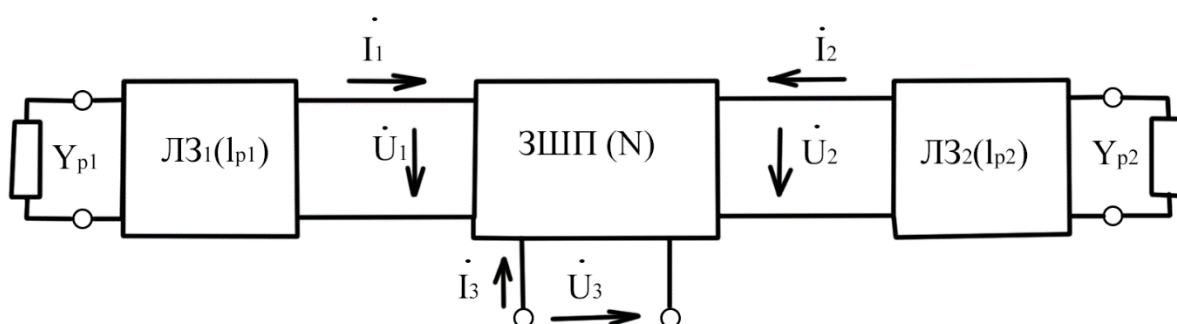 İ₁ İ₂
Yₚ₁ ЛЗ₁(lₚ₁) U̇₁ ЗШП (N) U̇₂ ЛЗ₂(lₚ₂) Yₚ₂
İ₃ U̇₃